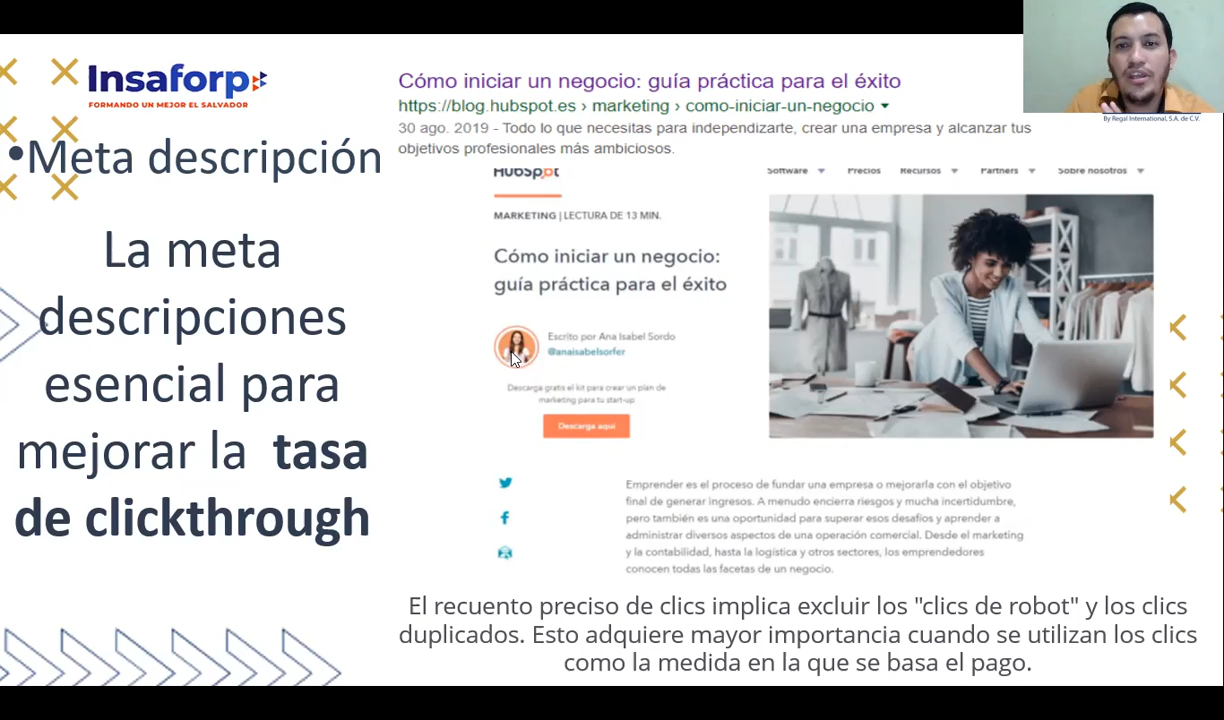 Insaforp
FORMANDO UN MEJOR EL SALVADOR
•Meta descripción
La meta
descripciones
esencial para
mejorar la tasa
de clickthrough
Cómo iniciar un negocio: guía práctica para el éxito
https://blog.hubspot.es › marketing › como-iniciar-un-negocio
30 ago. 2019 - Todo lo que necesitas para independizarte, crear una empresa y alcanzar tus
objetivos profesionales más ambiciosos.
By Regal International, S.A. de C.V.
HubSpot
Software Precios Recursos Partners Sobre nosotros
MARKETING | LECTURA DE 13 MIN.
Cómo iniciar un negocio:
guía práctica para el éxito
Escrito por Ana Isabel Sordo
@anaisabelsorfer
Descarga gratis el kit para crear un plan de
marketing para tu start-up
Descarga aquí
Emprender es el proceso de fundar una empresa o mejorarla con el objetivo
final de generar ingresos. A menudo encierra riesgos y mucha incertidumbre,
pero también es una oportunidad para superar esos desafíos y aprender a
administrar diversos aspectos de una operación comercial. Desde el marketing
y la contabilidad, hasta la logística y otros sectores, los emprendedores
conocen todas las facetas de un negocio.
El recuento preciso de clics implica excluir los "clics de robot" y los clics
duplicados. Esto adquiere mayor importancia cuando se utilizan los clics
como la medida en la que se basa el pago.